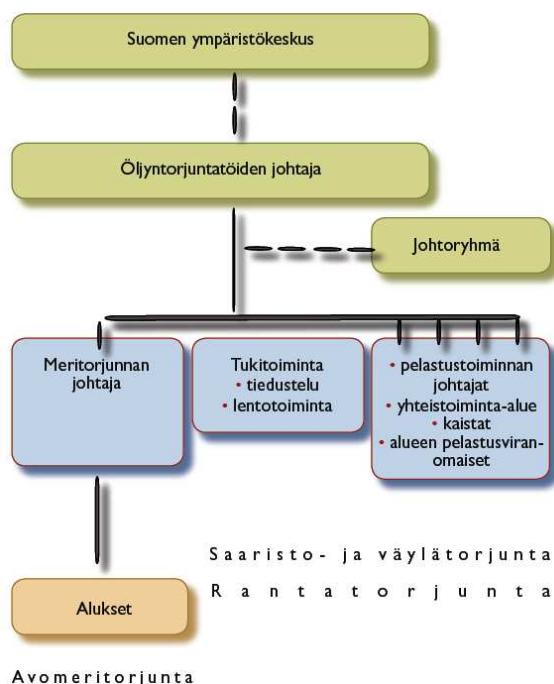 Suomen ympäristökeskus
Öljyntorjuntatöiden johtaja
Johtoryhmä
Meritorjunnan
johtaja
Tukitoiminta
• tiedustelu
• lentotoiminta
• pelastustoiminnan
johtajat
• yhteistoiminta-alue
• kaistat
• alueen pelastusviran-
omaiset
Saaristo- ja väylätorjunta
Rantatorjunta
Alukset
Avomeritorjunta